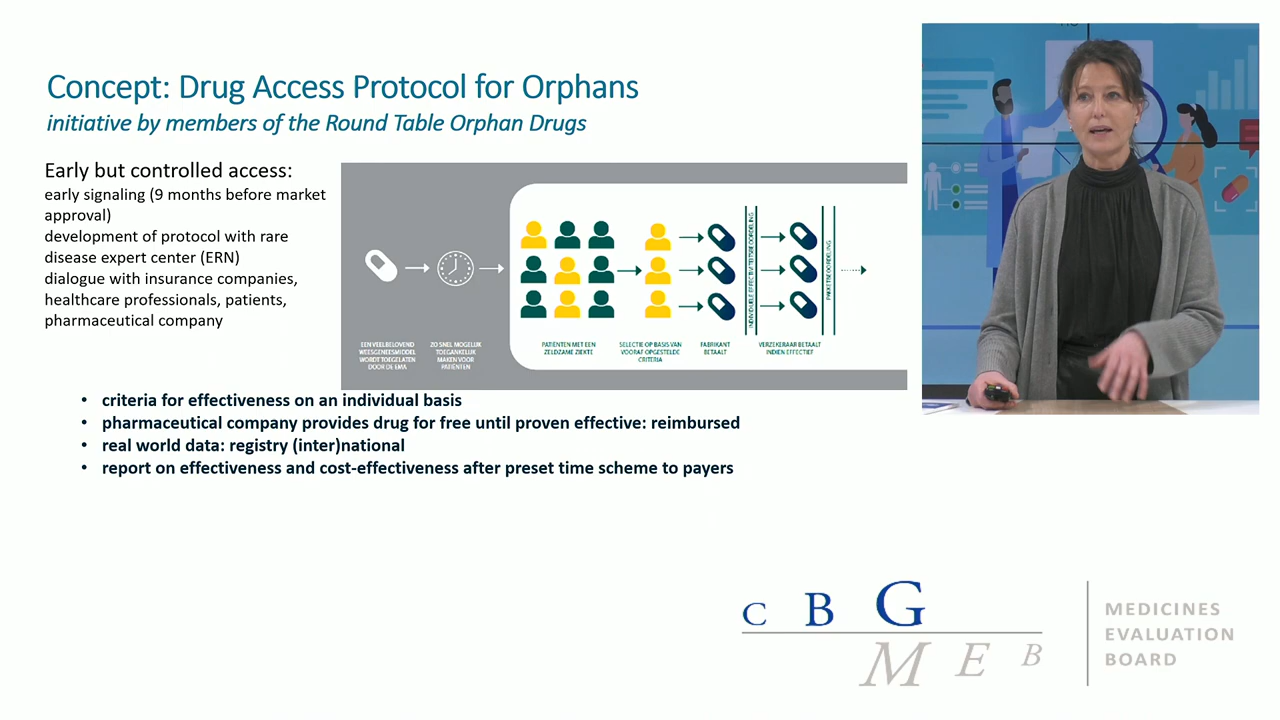 Concept: Drug Access Protocol for Orphans
initiative by members of the Round Table Orphan Drugs
Early but controlled access:
early signaling (9 months before market
approval)
development of protocol with rare
disease expert center (ERN)
dialogue with insurance companies,
healthcare professionals, patients,
pharmaceutical company
EEN VEELBELOVEND
WEESGENEESMIDDEL
WORDT TOEGELATEN
DOOR DE EMA
ZO SNEL MOGELIJK
TOEGANKELIJK
MAKEN VOOR
PATIËNTEN
PATIËNTEN MET EEN
ZELDZAME ZIEKTE
SELECTIE OP BASIS VAN
VOORAF OPGESTELDE
CRITERIA
FABRIKANT
BETAALT
INDIVIDUELE EFFECTIVITEITSBEOORDELING
VERZEKERAAR BETAALT
INDIEN EFFECTIEF
PAKKETBEOORDELING
• criteria for effectiveness on an individual basis
• pharmaceutical company provides drug for free until proven effective: reimbursed
• real world data: registry (inter)national
• report on effectiveness and cost-effectiveness after preset time scheme to payers
C B G
M E B
MEDICINES
EVALUATION
BOARD